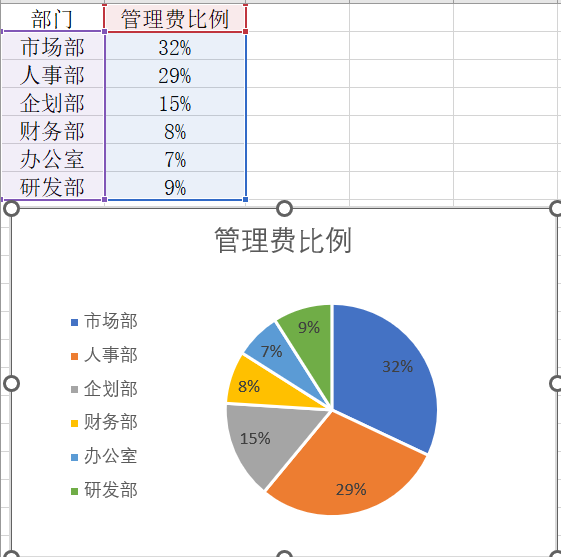 部门 管理费比例
市场部 32%
人事部 29%
企划部 15%
财务部 8%
办公室 7%
研发部 9%
管理费比例
市场部
人事部
企划部
财务部
办公室
研发部
9%
7%
32%
8%
15%
29%